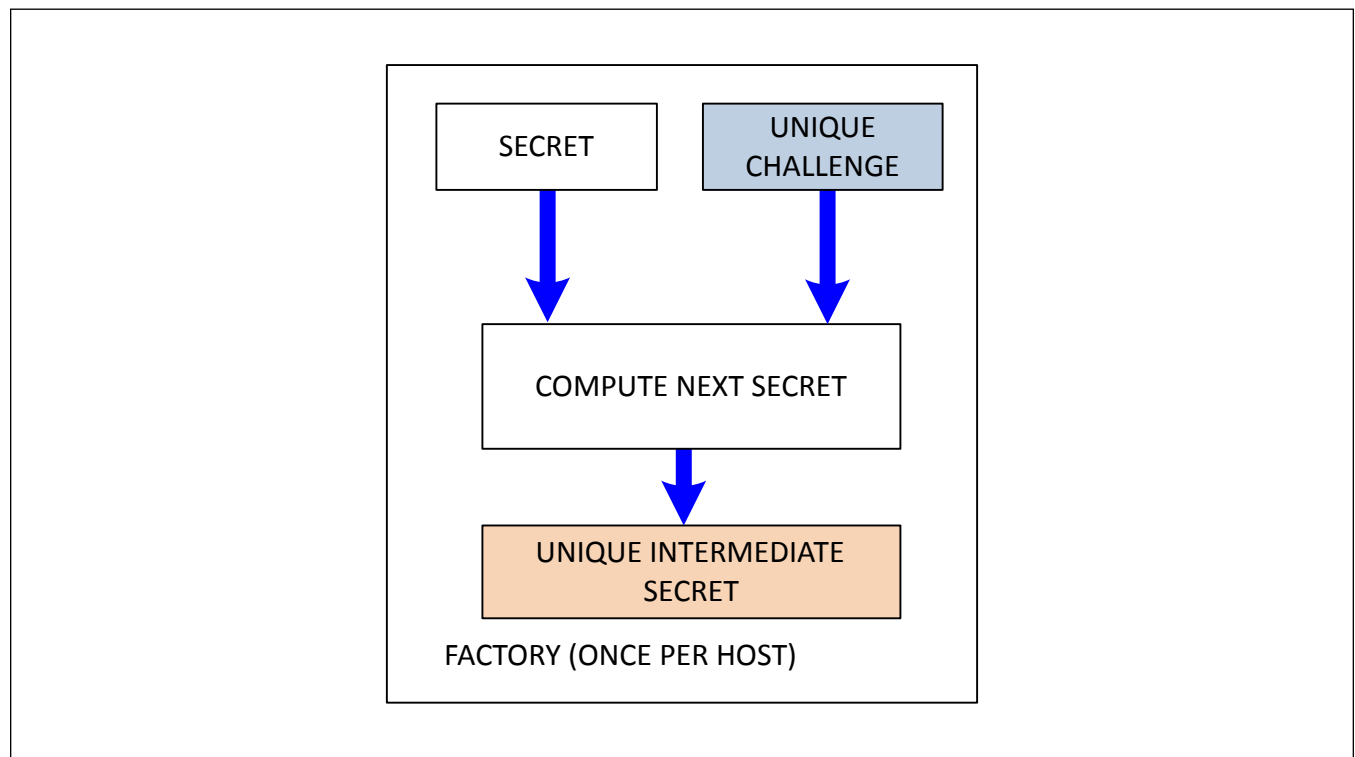 SECRET
UNIQUE
CHALLENGE
COMPUTE NEXT SECRET
UNIQUE INTERMEDIATE
SECRET
FACTORY (ONCE PER HOST)